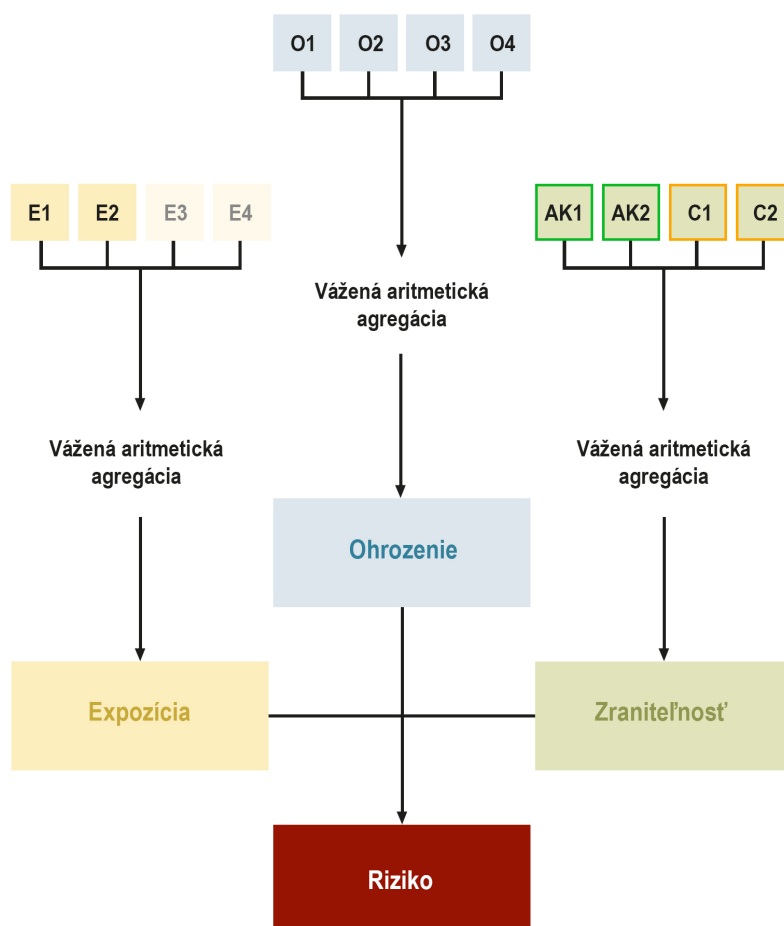 O1 O2 O3 O4
E1 E2 E3 E4
AK1 AK2 C1 C2
Vážená aritmetická
agregácia
Vážená aritmetická
agregácia
Vážená aritmetická
agregácia
Ohrozenie
Expozícia
Zraniteľnosť
Riziko